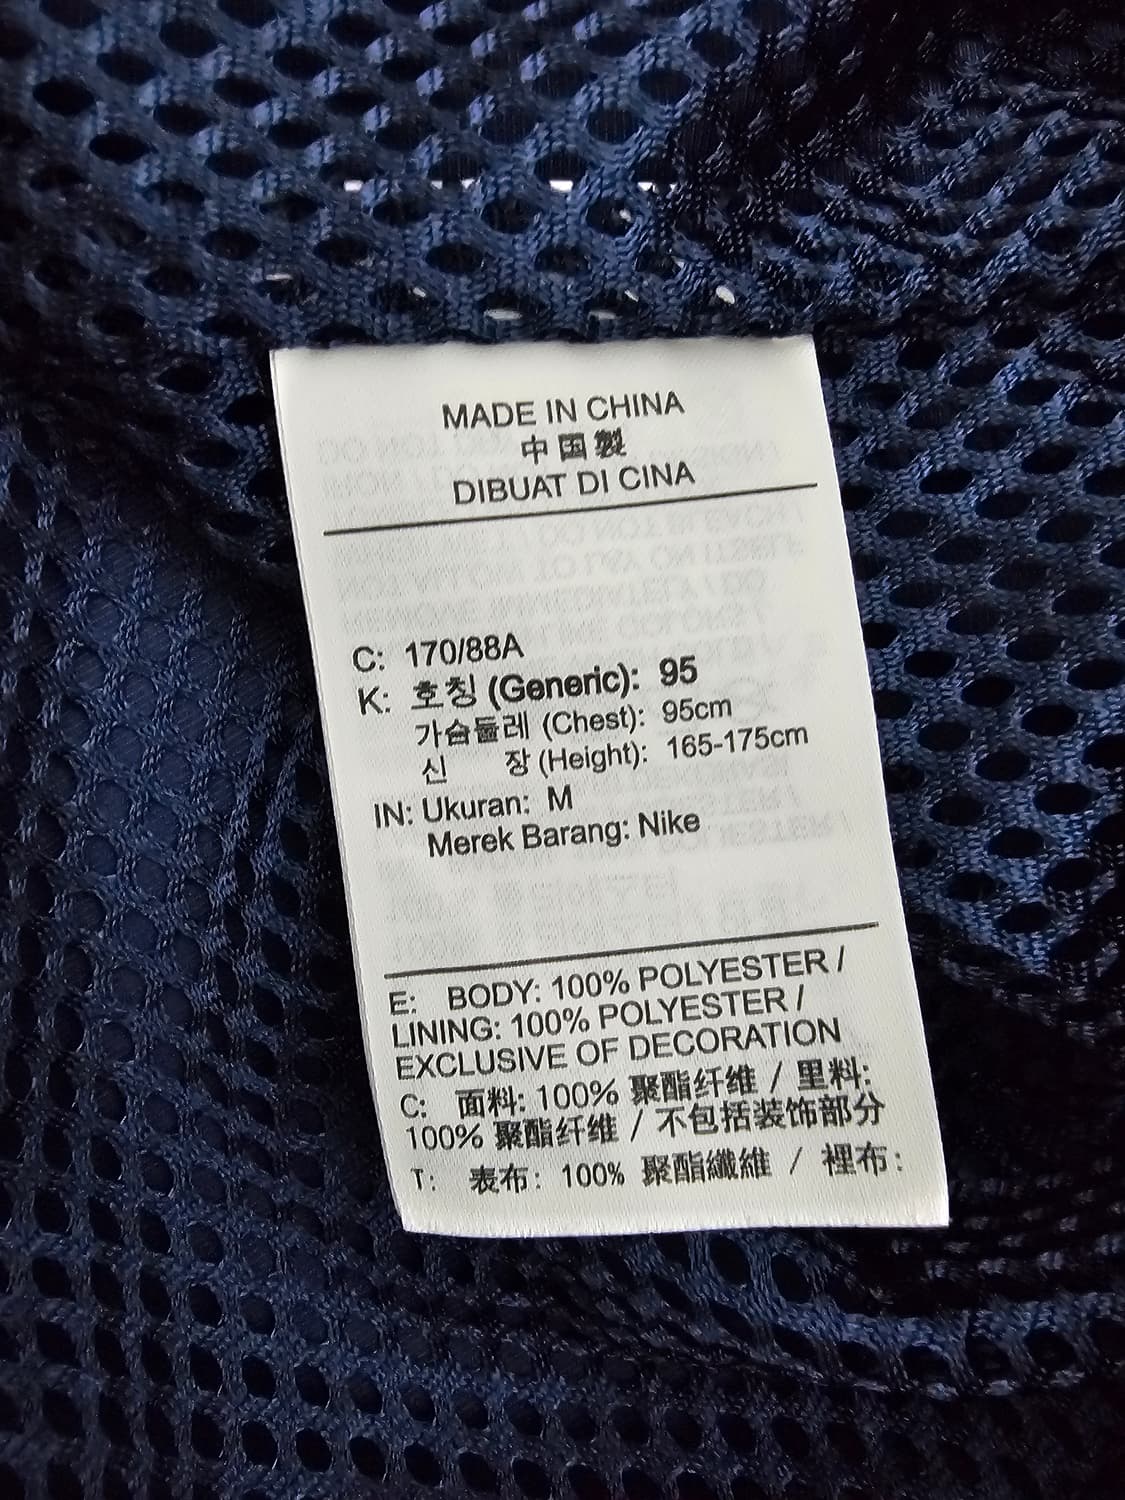 MADE IN CHINA
中国製
DIBUAT DI CINA
C: 170/88A
K: 호칭 (Generic): 95
가슴둘레 (Chest): 95cm
신 장 (Height): 165-175cm
IN: Ukuran: M
Merek Barang: Nike
E: BODY: 100% POLYESTER /
LINING: 100% POLYESTER /
EXCLUSIVE OF DECORATION
C: 面料: 100% 聚酯纤维 / 里料:
100% 聚酯纤维 / 不包括装饰部分
T: 表布: 100% 聚酯纖維 / 裡布: